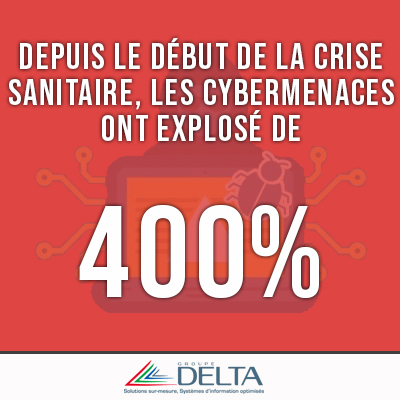 DEPUIS LE DÉBUT DE LA CRISE
SANITAIRE, LES CYBERMENACES
ONT EXPLOSÉ DE
400%
GROUPE
DELTA
Solutions sur-mesure, Systèmes d'information optimisés